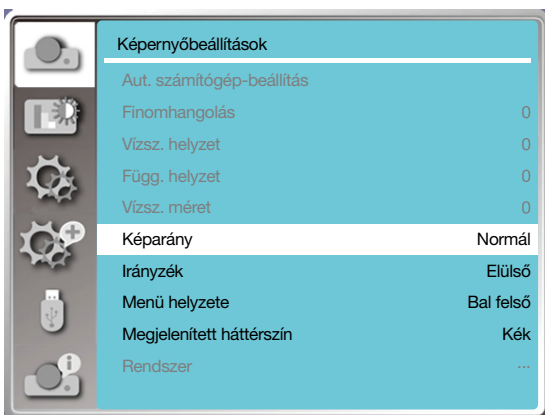 Képernyőbeállítások
Aut. számítógép-beállítás
Finomhangolás 0
Vízsz. helyzet 0
Függ. helyzet 0
Vízsz. méret 0
Képarány Normál
Irányzék Elülső
Menü helyzete Bal felső
Megjelenített háttérszín Kék
Rendszer ...